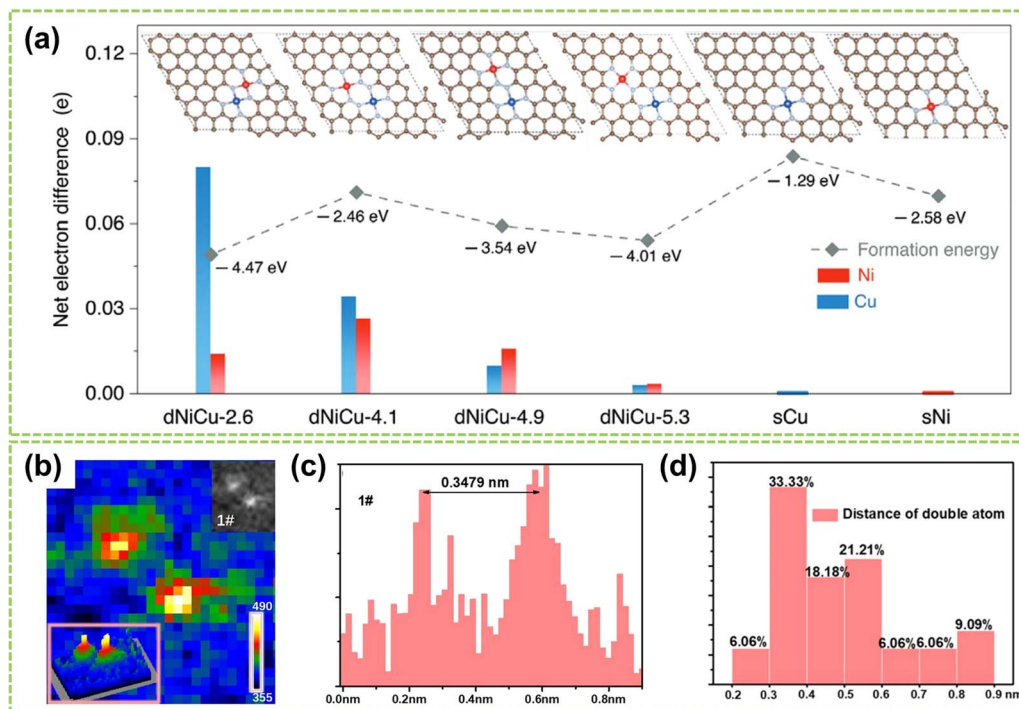 (a)
Net electron difference (e)
0.12
0.09
0.06
0.03
0.00
– 4.47 eV
– 2.46 eV
– 3.54 eV
– 4.01 eV
– 1.29 eV
– 2.58 eV
Formation energy
Ni
Cu
dNiCu-2.6 dNiCu-4.1 dNiCu-4.9 dNiCu-5.3 sCu sNi
(b)
1#
490
355
(c)
0.3479 nm
1#
0.0nm 0.2nm 0.4nm 0.6nm 0.8nm
(d)
33.33%
Distance of double atom
21.21%
18.18%
9.09%
6.06% 6.06% 6.06%
0.2 0.3 0.4 0.5 0.6 0.7 0.8 0.9 nm